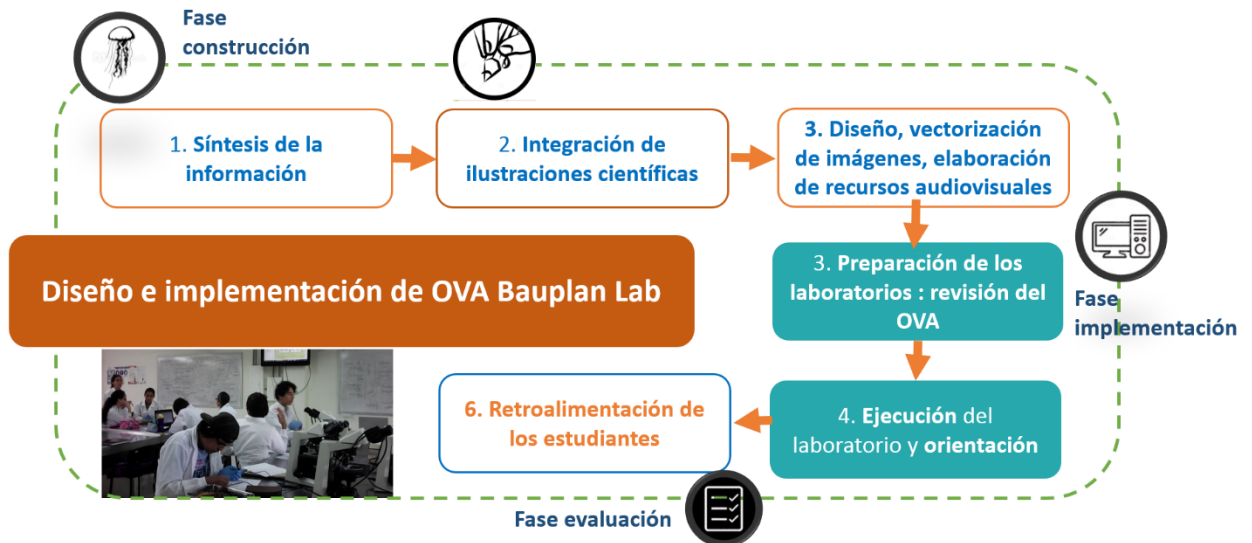 Fase
construcción
1. Síntesis de la
información
2. Integración de
ilustraciones científicas
3. Diseño, vectorización
de imágenes, elaboración
de recursos audiovisuales
Diseño e implementación de OVA Bauplan Lab
3. Preparación de los
laboratorios : revisión del
OVA
Fase
implementación
4. Ejecución del
laboratorio y orientación
6. Retroalimentación de
los estudiantes
Fase evaluación